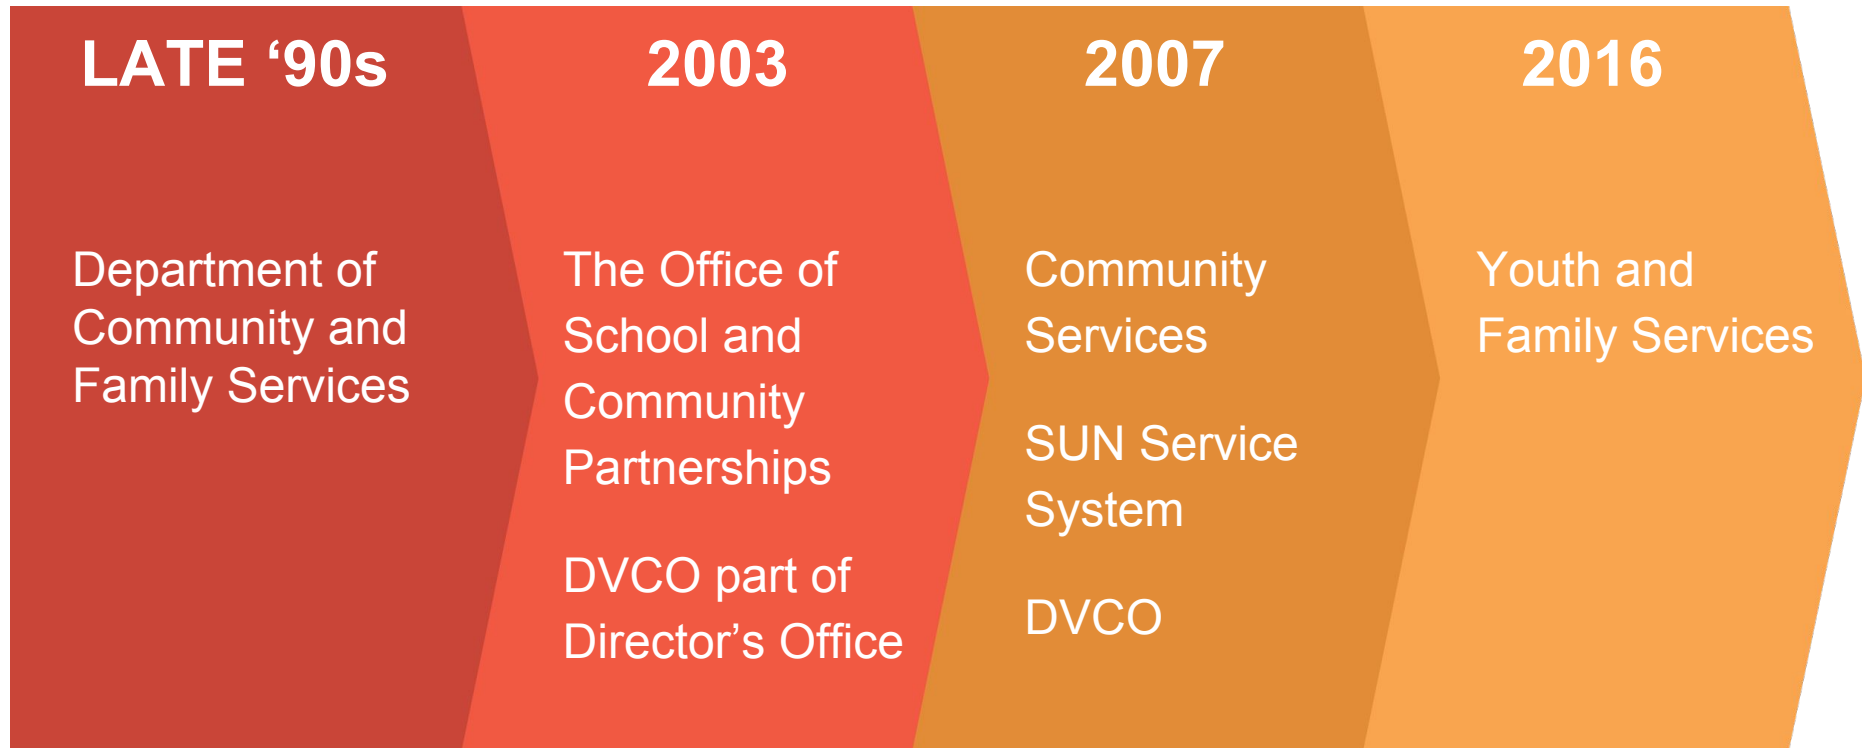 LATE ‘90s
Department of
Community and
Family Services
2003
The Office of
School and
Community
Partnerships
DVCO part of
Director’s Office
2007
Community
Services
SUN Service
System
DVCO
2016
Youth and
Family Services